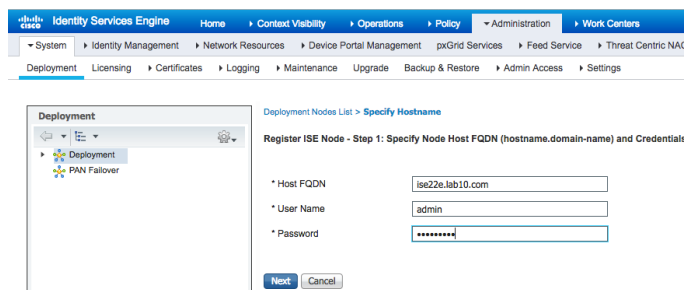 cisco Identity Services Engine Home Context Visibility Operations Policy Administration Work Centers
System Identity Management Network Resources Device Portal Management pxGrid Services Feed Service Threat Centric NAC
Deployment Licensing Certificates Logging Maintenance Upgrade Backup & Restore Admin Access Settings
Deployment
Deployment
PAN Failover
Deployment Nodes List > Specify Hostname
Register ISE Node - Step 1: Specify Node Host FQDN (hostname.domain-name) and Credentials
* Host FQDN ise22e.lab10.com
* User Name admin
* Password •••••••••
Next Cancel